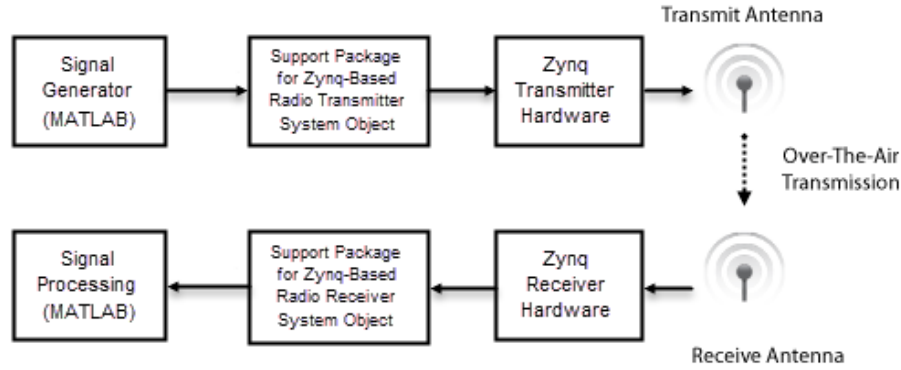 Transmit Antenna
Signal
Generator
(MATLAB)
Support Package
for Zynq-Based
Radio Transmitter
System Object
Zynq
Transmitter
Hardware
Over-The-Air
Transmission
Signal
Processing
(MATLAB)
Support Package
for Zynq-Based
Radio Receiver
System Object
Zynq
Receiver
Hardware
Receive Antenna